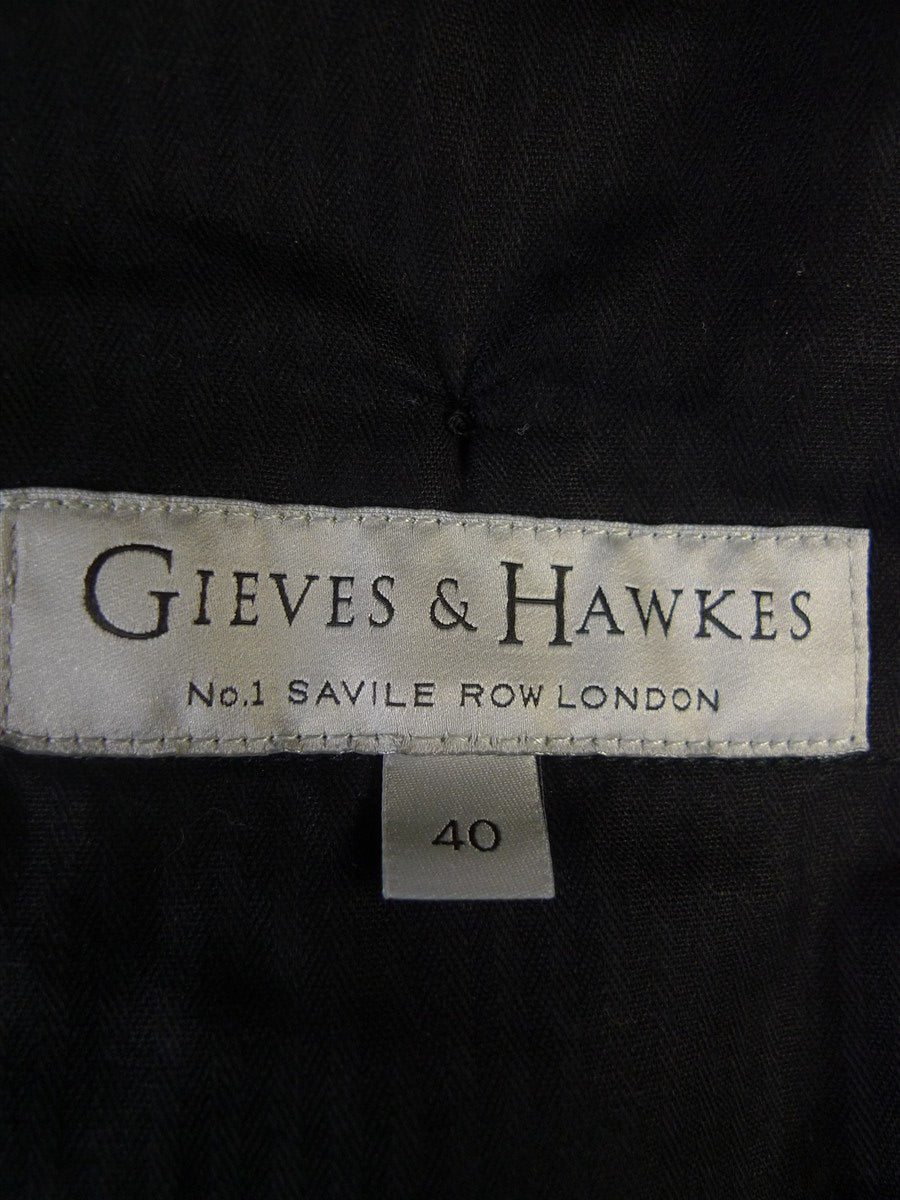 GIEVES & HAWKES
No.1 SAVILE ROW LONDON
40